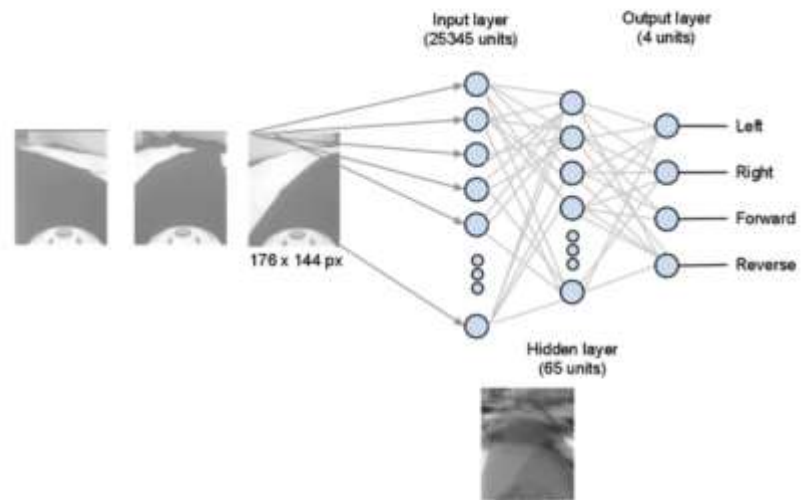 Input layer
(25345 units)
Output layer
(4 units)
Left
Right
Forward
Reverse
176 x 144 px
Hidden layer
(65 units)